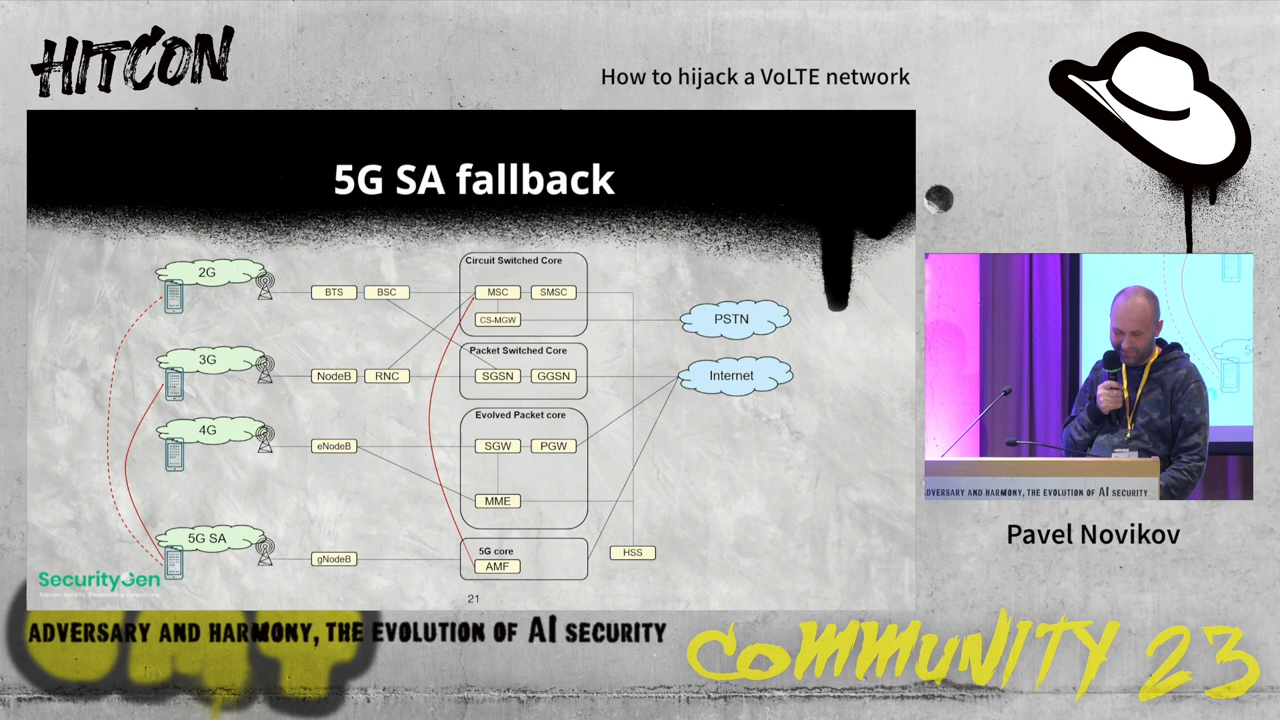 HITCON
How to hijack a VoLTE network
5G SA fallback
2G
BTS
BSC
Circuit Switched Core
MSC
SMSC
CS-MGW
PSTN
3G
NodeB
RNC
Packet Switched Core
SGSN
GGSN
Internet
4G
eNodeB
Evolved Packet core
SGW
PGW
MME
5G SA
gNodeB
5G core
AMF
HSS
SecurityGen
21
ADVERSARY AND HARMONY, THE EVOLUTION OF AI SECURITY
Pavel Novikov
ADVERSARY AND HARMONY, THE EVOLUTION OF AI SECURITY
COMMUNITY 23